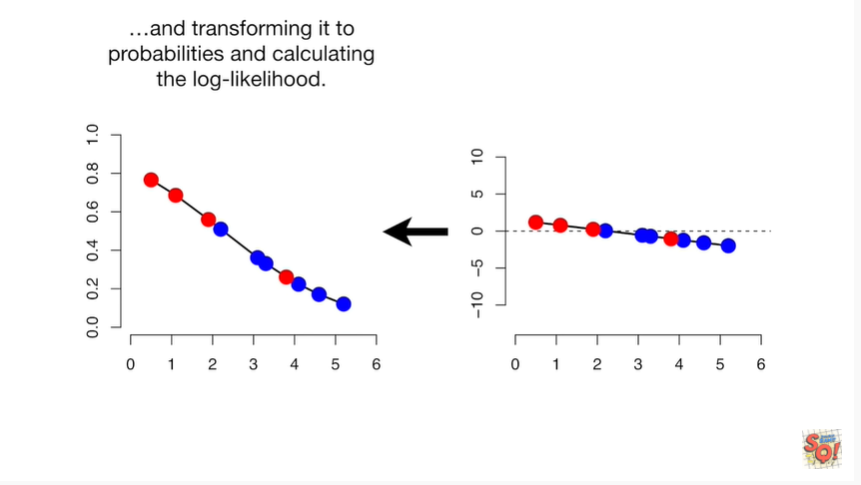 …and transforming it to
probabilities and calculating
the log-likelihood.
1.0
0.8
0.6
0.4
0.2
0.0
0 1 2 3 4 5 6
10
5
0
−5
−10
0 1 2 3 4 5 6
SQ!